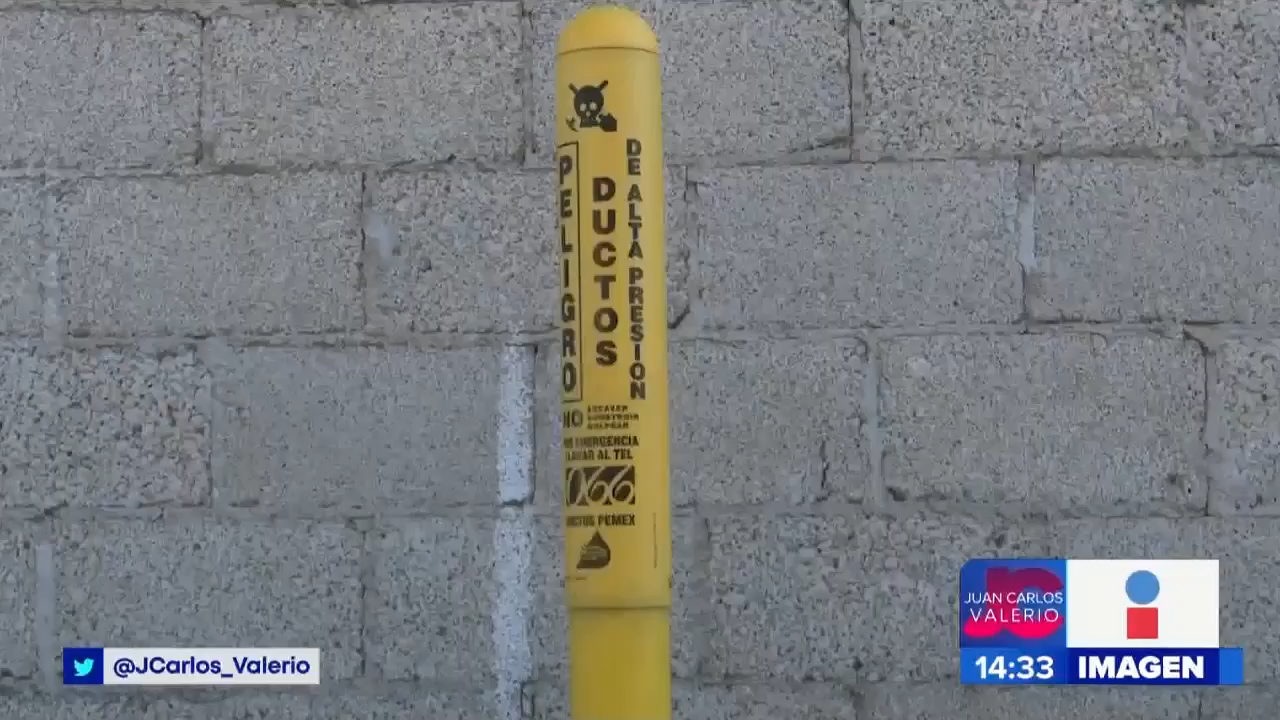 PELIGRO
DUCTOS
DE ALTA PRESION
NO
EMERGENCIA
AL TEL
066
PEMEX
@JCarlos_Valerio
JUAN CARLOS
VALERIO
14:33 IMAGEN